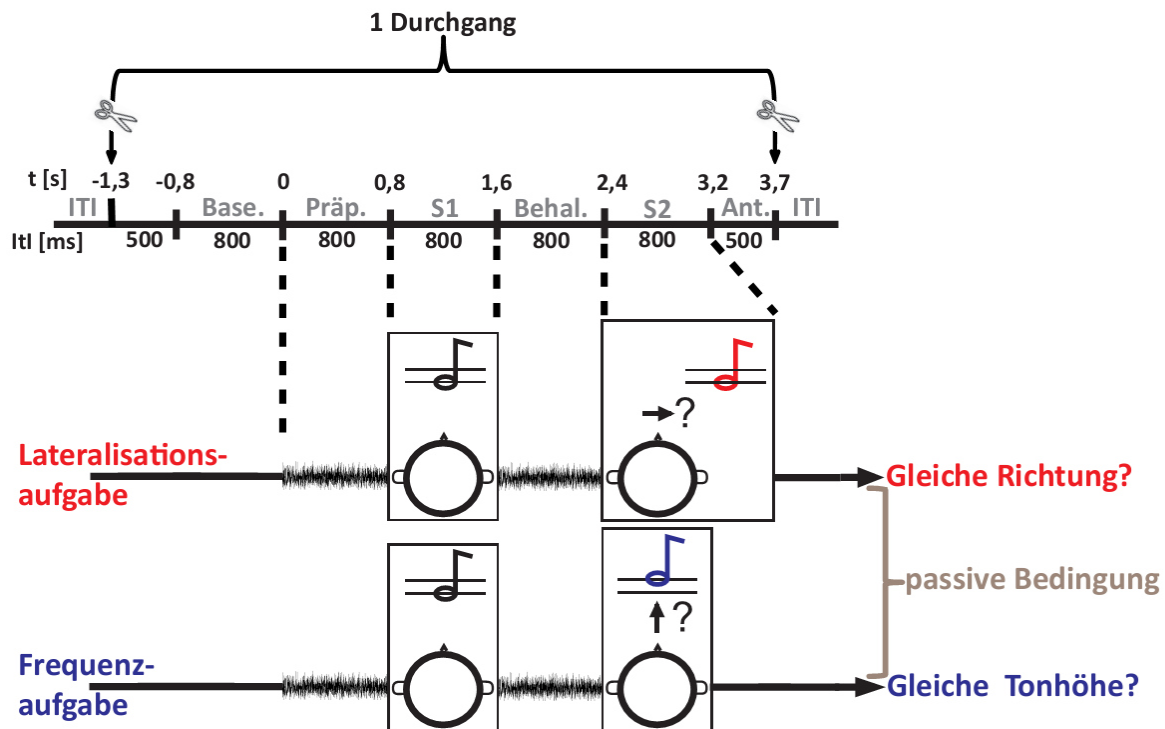 1 Durchgang
t [s] -1,3 -0,8 0 0,8 1,6 2,4 3,2 3,7
ITI Base. Präp. S1 Behal. S2 Ant. ITI
ItI [ms] 500 800 800 800 800 800 500
?
Lateralisations-
aufgabe
Gleiche Richtung?
passive Bedingung
?
Frequenz-
aufgabe
Gleiche Tonhöhe?